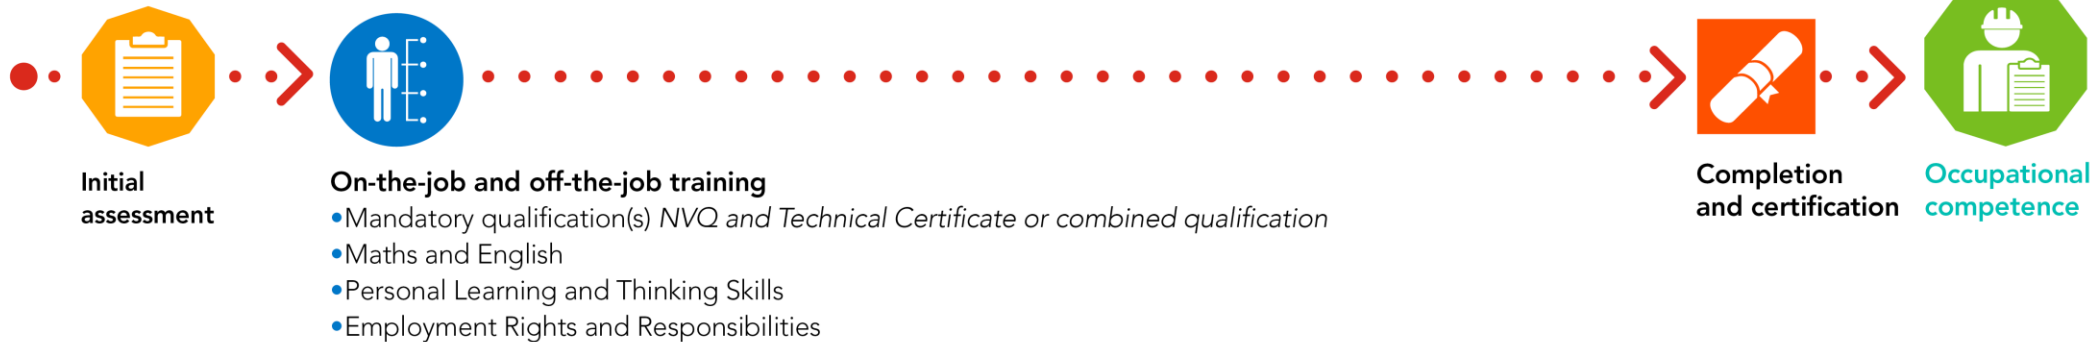 Initial
assessment
On-the-job and off-the-job training
•Mandatory qualification(s) NVQ and Technical Certificate or combined qualification
•Maths and English
•Personal Learning and Thinking Skills
•Employment Rights and Responsibilities
Completion
and certification
Occupational
competence